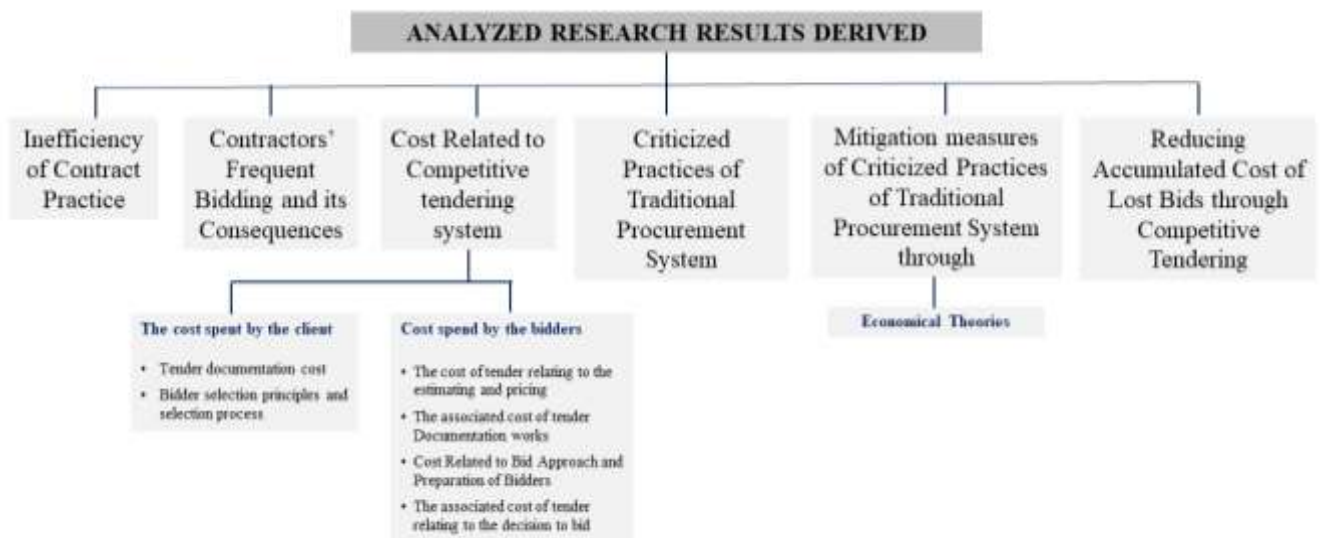 ANALYZED RESEARCH RESULTS DERIVED
Inefficiency
of Contract
Practice
Contractors'
Frequent
Bidding and its
Consequences
Cost Related to
Competitive
tendering
system
Criticized
Practices of
Traditional
Procurement
System
Mitigation measures
of Criticized Practices
of Traditional
Procurement System
through
Reducing
Accumulated Cost of
Lost Bids through
Competitive
Tendering
The cost spent by the client
• Tender documentation cost
• Bidder selection principles and
selection process
Cost spend by the bidders
• The cost of tender relating to the
estimating and pricing
• The associated cost of tender
Documentation works
• Cost Related to Bid Approach and
Preparation of Bidders
• The associated cost of tender
relating to the decision to bid
Economical Theories